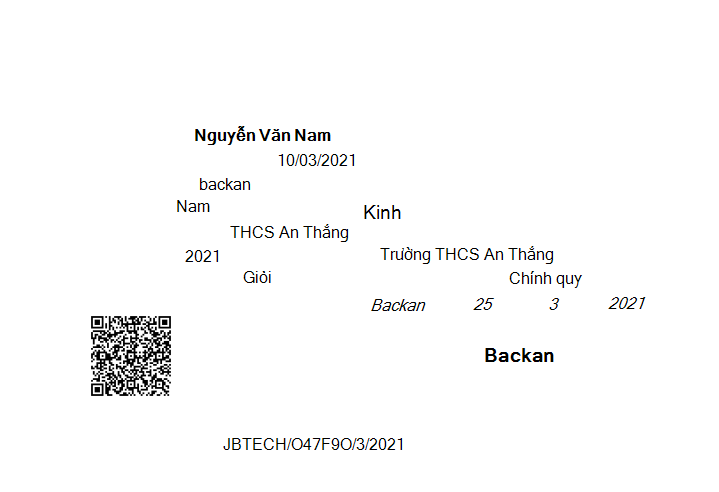 Nguyễn Văn Nam
10/03/2021
backan
Nam Kinh
THCS An Thắng
2021 Trường THCS An Thắng
Giỏi Chính quy
Backan 25 3 2021
Backan
JBTECH/O47F9O/3/2021